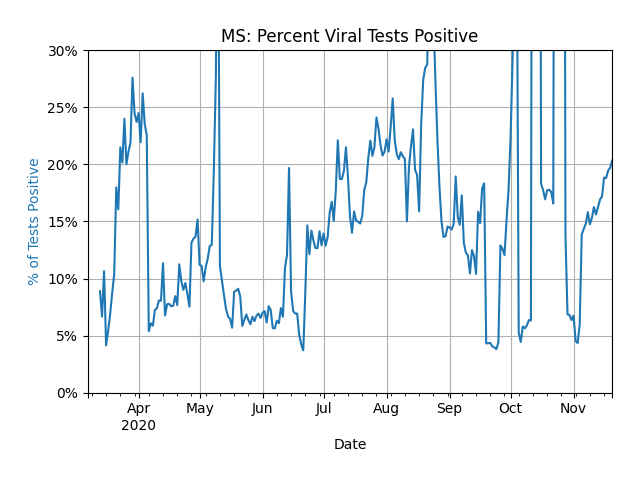 MS: Percent Viral Tests Positive
30%
25%
20%
15%
10%
5%
0%
% of Tests Positive
Apr May Jun Jul Aug Sep Oct Nov
2020
Date